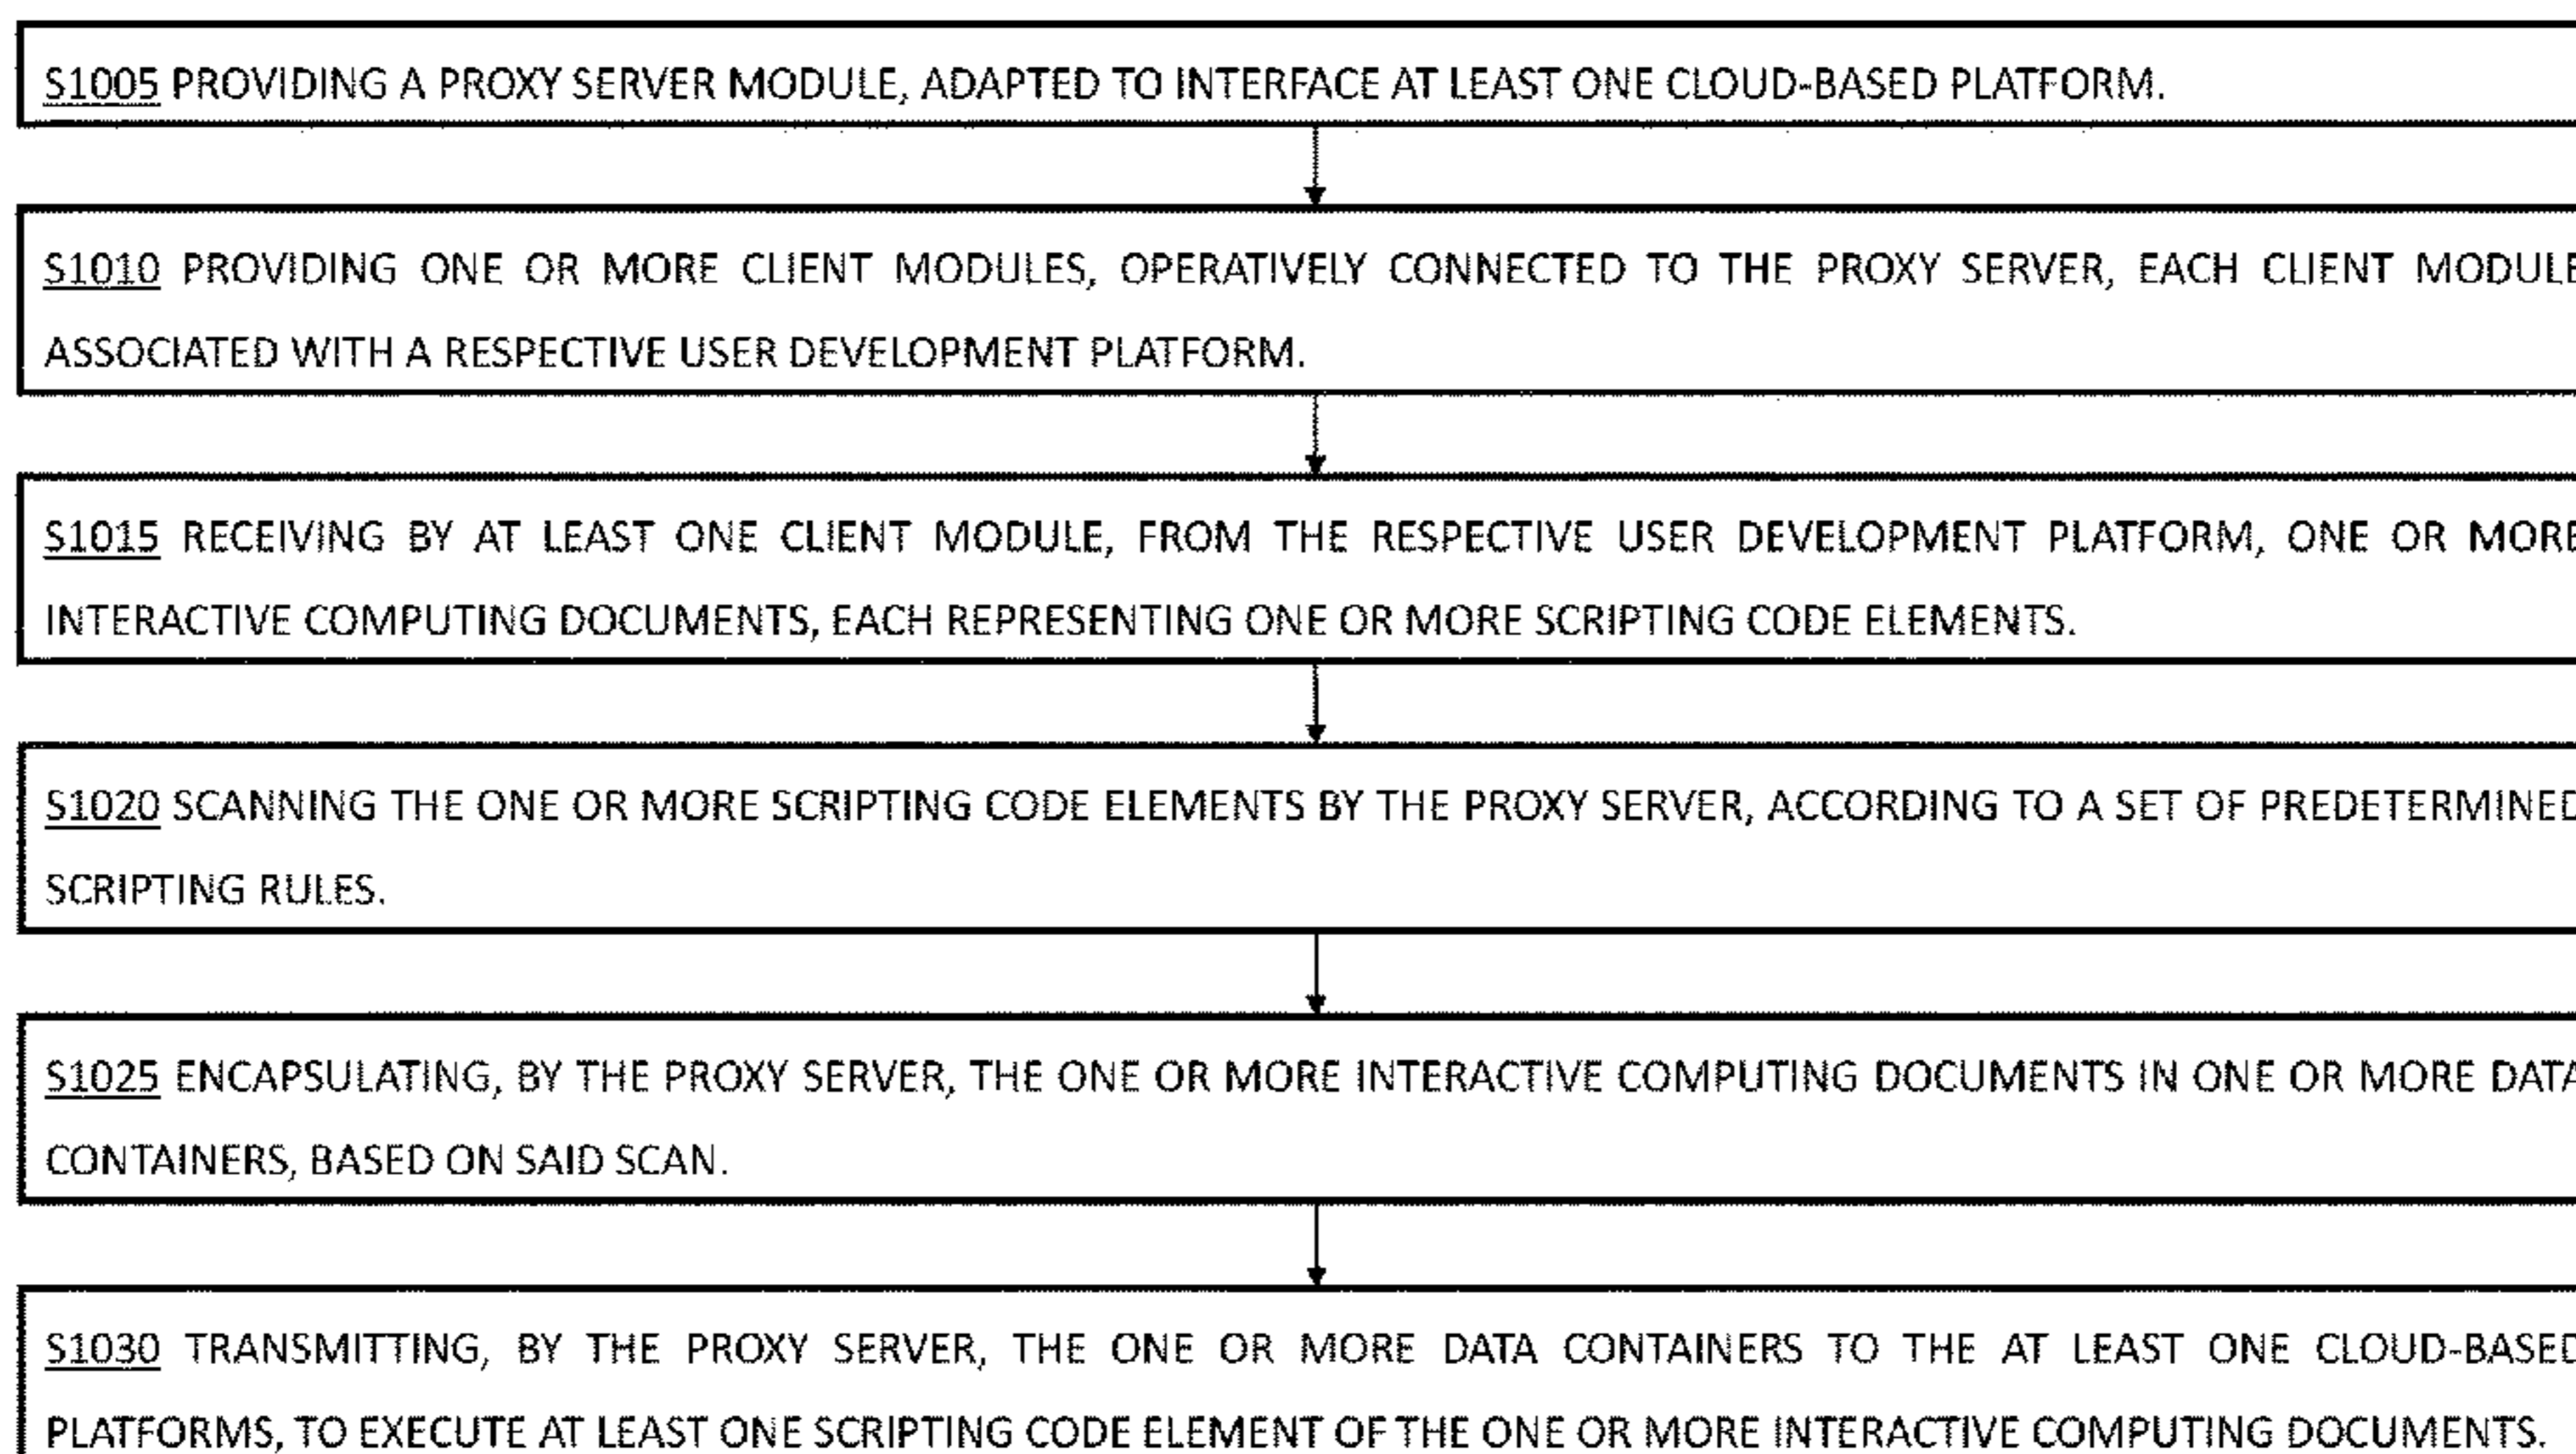 S1005 PROVIDING A PROXY SERVER MODULE, ADAPTED TO INTERFACE AT LEAST ONE CLOUD-BASED PLATFORM.
S1010 PROVIDING ONE OR MORE CLIENT MODULES, OPERATIVELY CONNECTED TO THE PROXY SERVER, EACH CLIENT MODULE
ASSOCIATED WITH A RESPECTIVE USER DEVELOPMENT PLATFORM.
S1015 RECEIVING BY AT LEAST ONE CLIENT MODULE, FROM THE RESPECTIVE USER DEVELOPMENT PLATFORM, ONE OR MORE
INTERACTIVE COMPUTING DOCUMENTS, EACH REPRESENTING ONE OR MORE SCRIPTING CODE ELEMENTS.
S1020 SCANNING THE ONE OR MORE SCRIPTING CODE ELEMENTS BY THE PROXY SERVER, ACCORDING TO A SET OF PREDETERMINED
SCRIPTING RULES.
S1025 ENCAPSULATING, BY THE PROXY SERVER, THE ONE OR MORE INTERACTIVE COMPUTING DOCUMENTS IN ONE OR MORE DATA
CONTAINERS, BASED ON SAID SCAN.
S1030 TRANSMITTING, BY THE PROXY SERVER, THE ONE OR MORE DATA CONTAINERS TO THE AT LEAST ONE CLOUD-BASED
PLATFORMS, TO EXECUTE AT LEAST ONE SCRIPTING CODE ELEMENT OF THE ONE OR MORE INTERACTIVE COMPUTING DOCUMENTS.